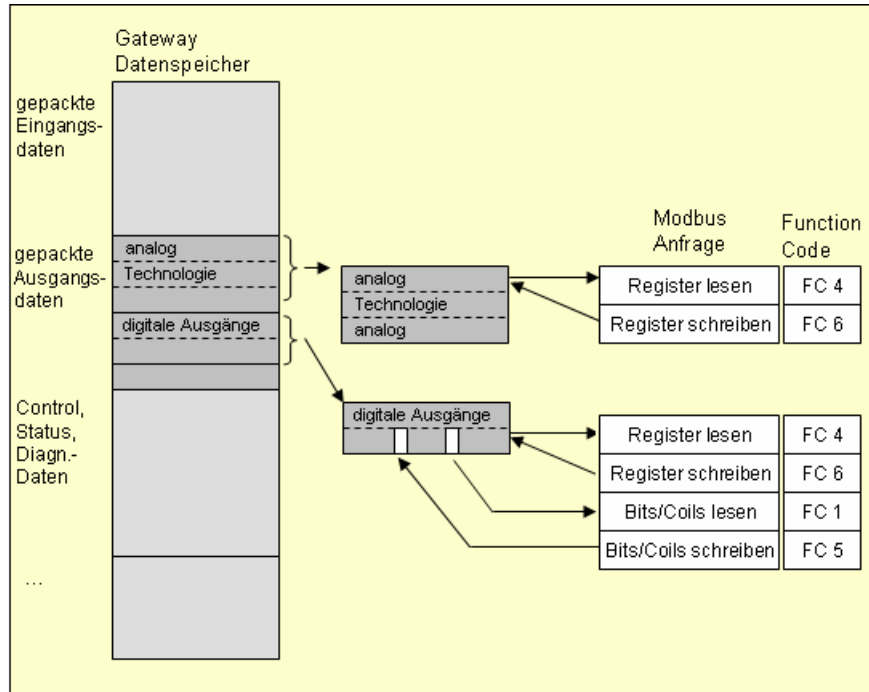 Gateway
Datenspeicher
gepackte
Eingangs-
daten
gepackte
Ausgangs-
daten
analog
Technologie
digitale Ausgänge
Control,
Status,
Diagn.-
Daten
...
analog
Technologie
analog
digitale Ausgänge
Modbus
Anfrage
Function
Code
Register lesen FC 4
Register schreiben FC 6
Register lesen FC 4
Register schreiben FC 6
Bits/Coils lesen FC 1
Bits/Coils schreiben FC 5